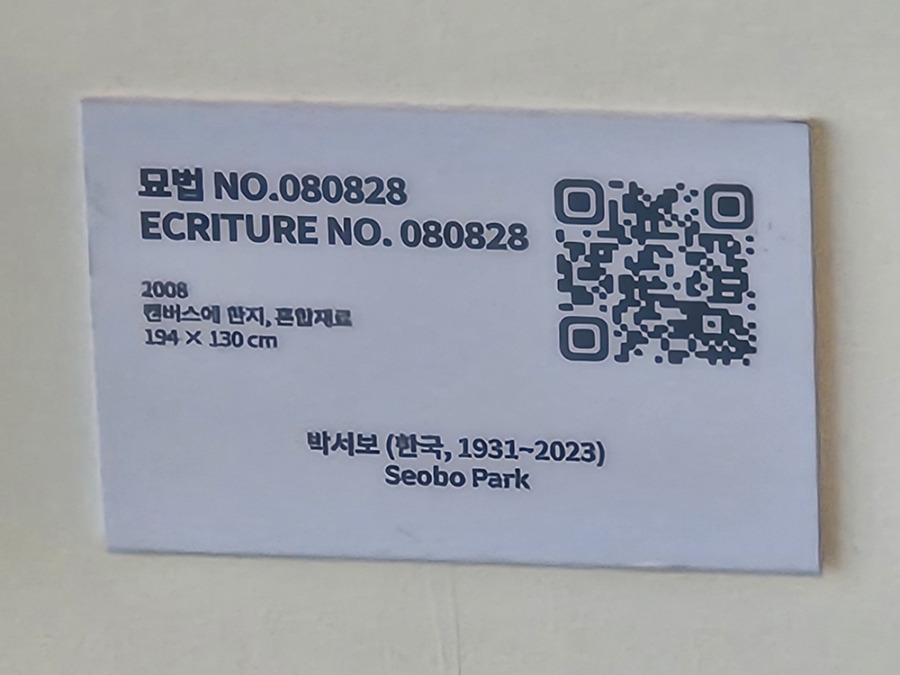 묘법 NO.080828
ECRITURE NO. 080828
2008
캔버스에 한지, 혼합재료
194 × 130 cm
박서보 (한국, 1931~2023)
Seobo Park